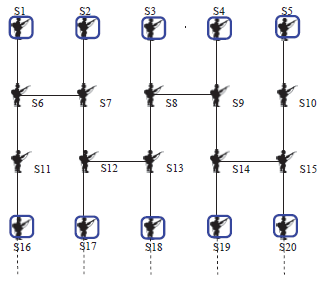 S1 S2 S3 S4 S5
S6 S7 S8 S9 S10
S11 S12 S13 S14 S15
S16 S17 S18 S19 S20